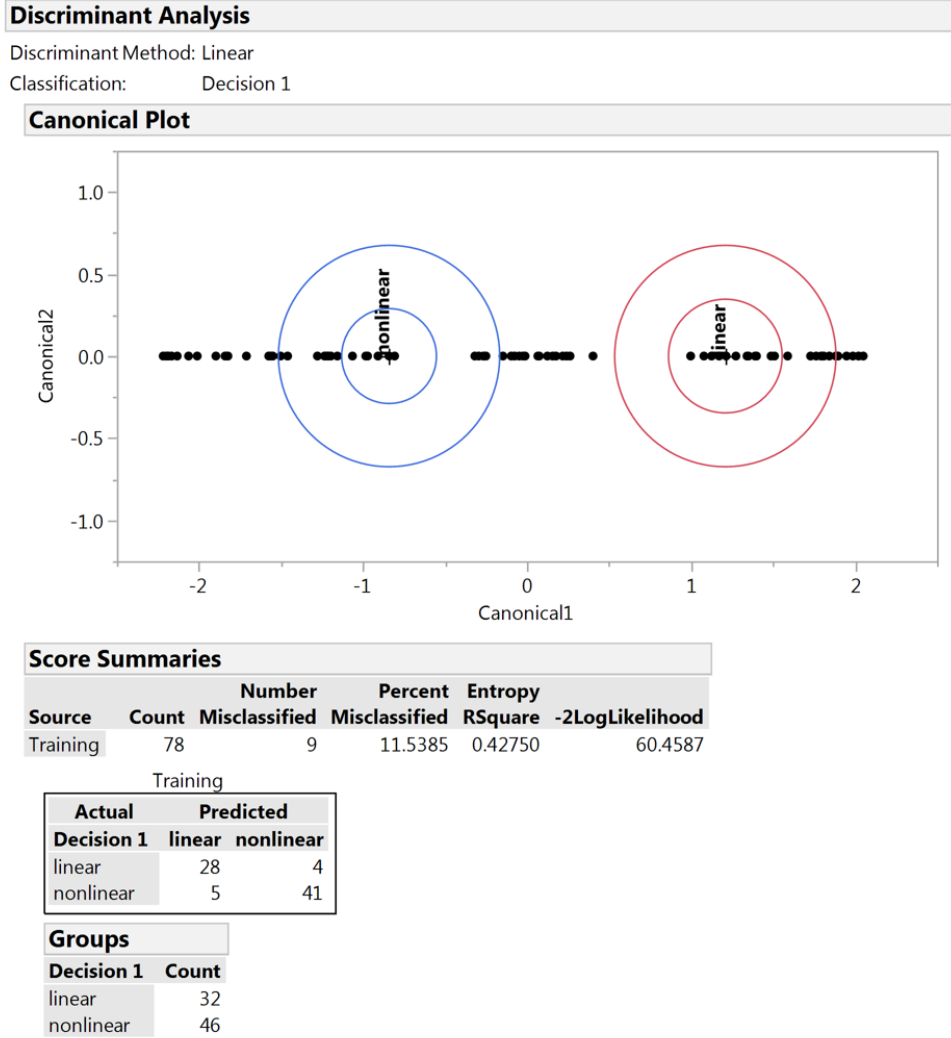 Discriminant Analysis
Discriminant Method: Linear
Classification: Decision 1
Canonical Plot
1.0
0.5
0.0
-0.5
-1.0
Canonical2
nonlinear
linear
-2 -1 0 1 2
Canonical1
Score Summaries
Number Percent Entropy
Source Count Misclassified Misclassified RSquare -2LogLikelihood
Training 78 9 11.5385 0.42750 60.4587
Training
Actual Predicted
Decision 1 linear nonlinear
linear 28 4
nonlinear 5 41
Groups
Decision 1 Count
linear 32
nonlinear 46